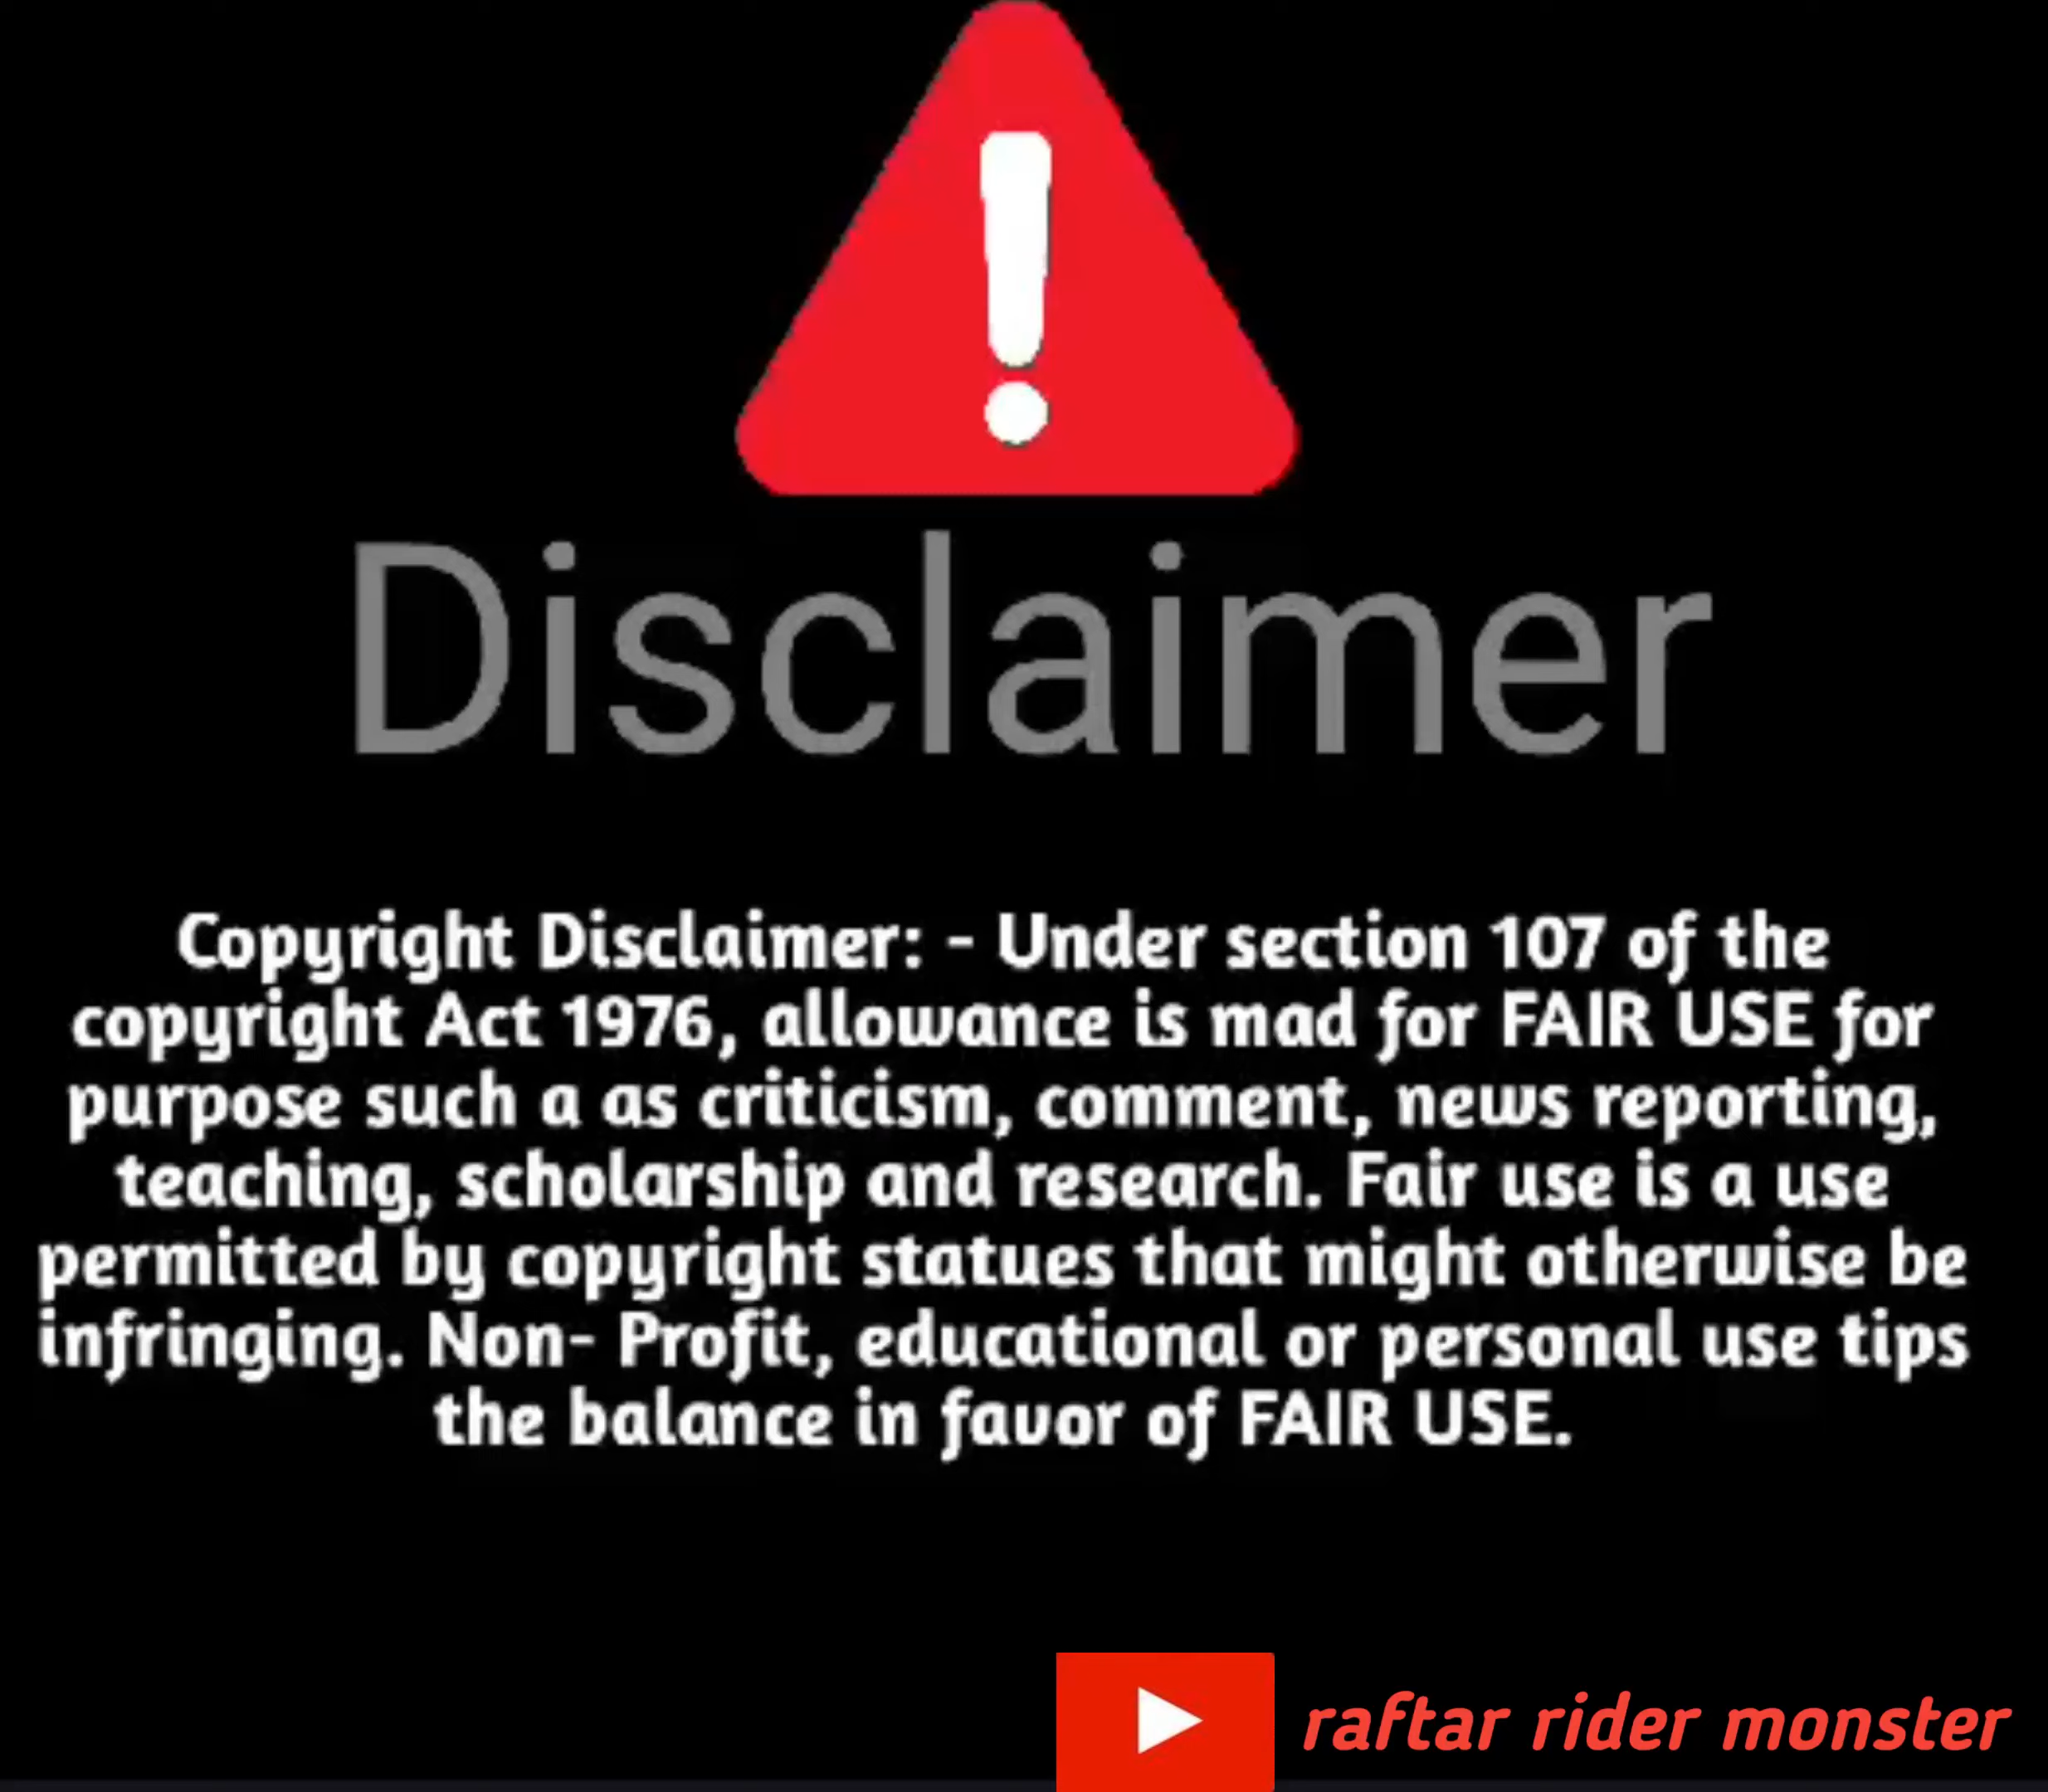 Disclaimer
Copyright Disclaimer: - Under section 107 of the
copyright Act 1976, allowance is mad for FAIR USE for
purpose such a as criticism, comment, news reporting,
teaching, scholarship and research. Fair use is a use
permitted by copyright statues that might otherwise be
infringing. Non- Profit, educational or personal use tips
the balance in favor of FAIR USE.
raftar rider monster